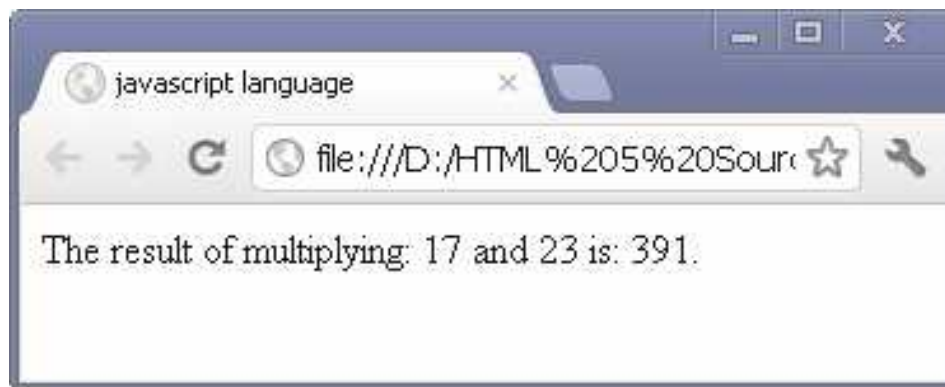 javascript language
file:///D:/HTML%205%20Sour
The result of multiplying: 17 and 23 is: 391.